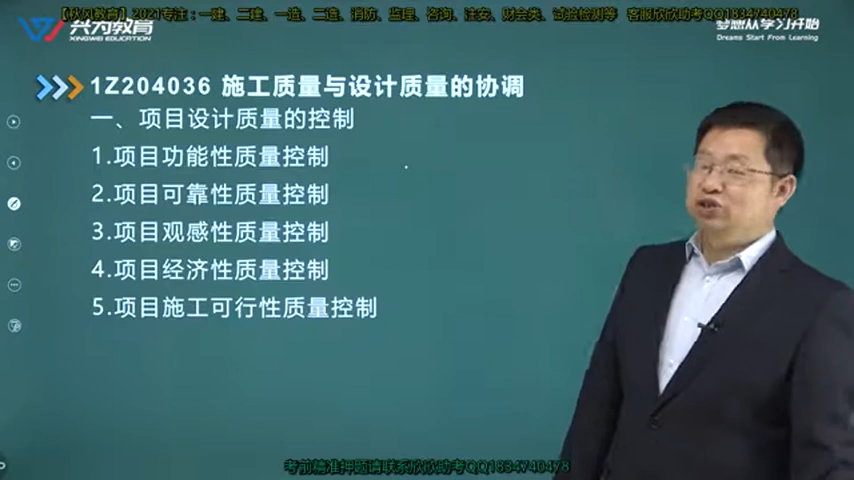 【秋风教育】2021专注：一建、二建、一造、二造、消防、监理、咨询、注安、财会类、试验检测等 客服欣欣助考QQ1834740478
兴为教育
XINGWEI EDUCATION
梦想从学习开始
Dreams Start From Learning
1Z204036 施工质量与设计质量的协调
一、项目设计质量的控制
1.项目功能性质量控制
2.项目可靠性质量控制
3.项目观感性质量控制
4.项目经济性质量控制
5.项目施工可行性质量控制
考前精准押题请联系欣欣助考QQ1834740478